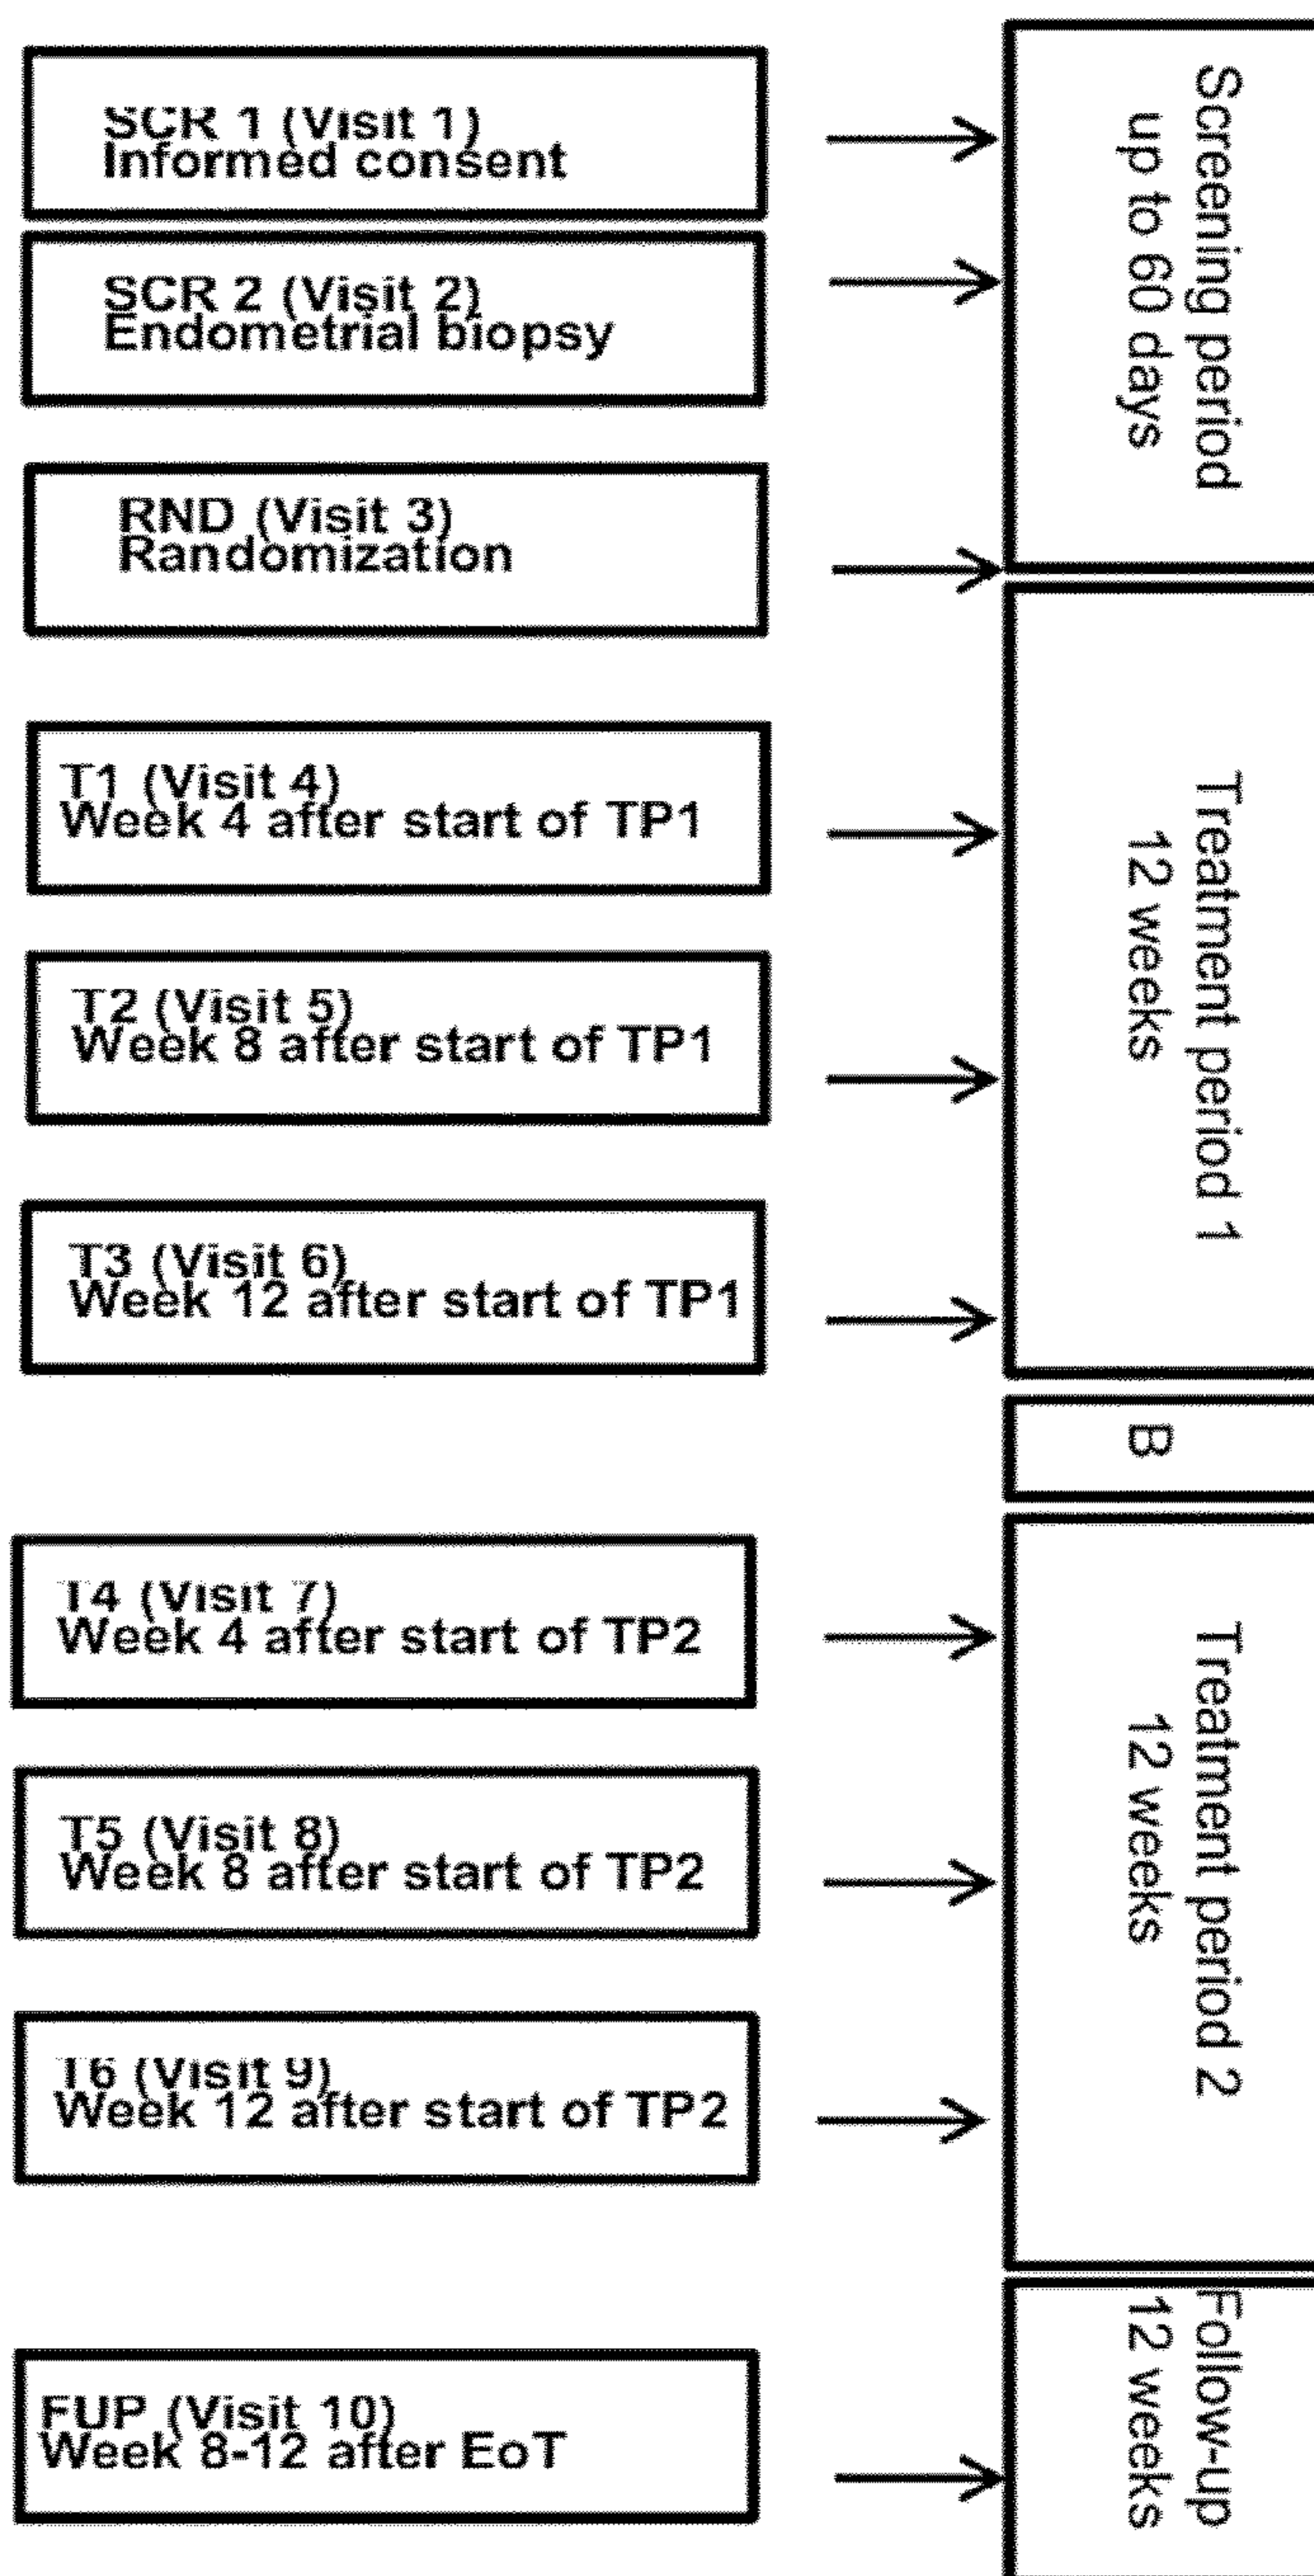 SCR 1 (Visit 1)
Informed consent
SCR 2 (Visit 2)
Endometrial biopsy
RND (Visit 3)
Randomization
T1 (Visit 4)
Week 4 after start of TP1
T2 (Visit 5)
Week 8 after start of TP1
T3 (Visit 6)
Week 12 after start of TP1
T4 (Visit 7)
Week 4 after start of TP2
T5 (Visit 8)
Week 8 after start of TP2
T6 (Visit 9)
Week 12 after start of TP2
FUP (Visit 10)
Week 8-12 after EoT
Screening period
up to 60 days
Treatment period 1
12 weeks
B
Treatment period 2
12 weeks
Follow-up
12 weeks